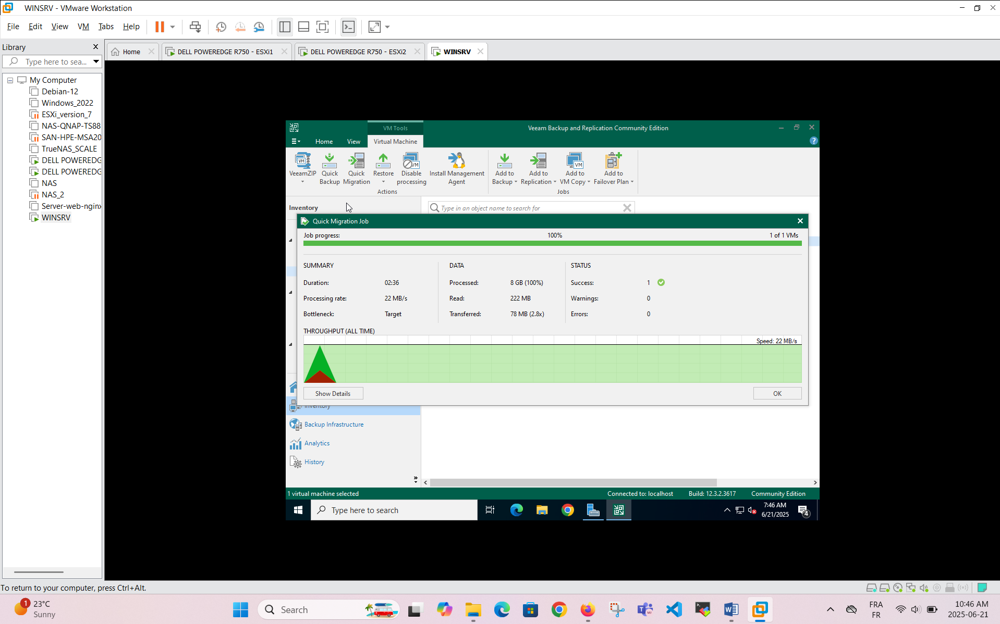 WINSRV - VMware Workstation
File Edit View VM Tabs Help
Library
Type here to sea...
Home
DELL POWEREDGE R750 - ESXi1
DELL POWEREDGE R750 - ESXi2
WINSRV
My Computer
Debian-12
Windows_2022
ESXi_version_7
NAS-QNAP-TS88
SAN-HPE-MSA20
TrueNAS_SCALE
DELL POWEREDG
DELL POWEREDG
NAS
NAS_2
Server-web-nginx
WINSRV
VM Tools
Veeam Backup and Replication Community Edition
Home View Virtual Machine
VeeamZIP
Quick Backup
Quick Migration
Restore
Disable processing
Install Management Agent
Add to Backup
Add to Replication
Add to VM Copy
Add to Failover Plan
Actions
Jobs
Inventory
Type in an object name to search for
Quick Migration Job
Job progress: 100% 1 of 1 VMs
SUMMARY
Duration: 02:36
Processing rate: 22 MB/s
Bottleneck: Target
DATA
Processed: 8 GB (100%)
Read: 222 MB
Transferred: 78 MB (2.8x)
STATUS
Success: 1
Warnings: 0
Errors: 0
THROUGHPUT (ALL TIME)
Speed: 22 MB/s
Show Details
OK
Inventory
Backup Infrastructure
Analytics
History
1 virtual machine selected
Connected to: localhost
Build: 12.3.2.3617
Community Edition
Type here to search
7:46 AM
6/21/2025
4
To return to your computer, press Ctrl+Alt.
1
23°C
Sunny
Search
FRA
FR
10:46 AM
2025-06-21